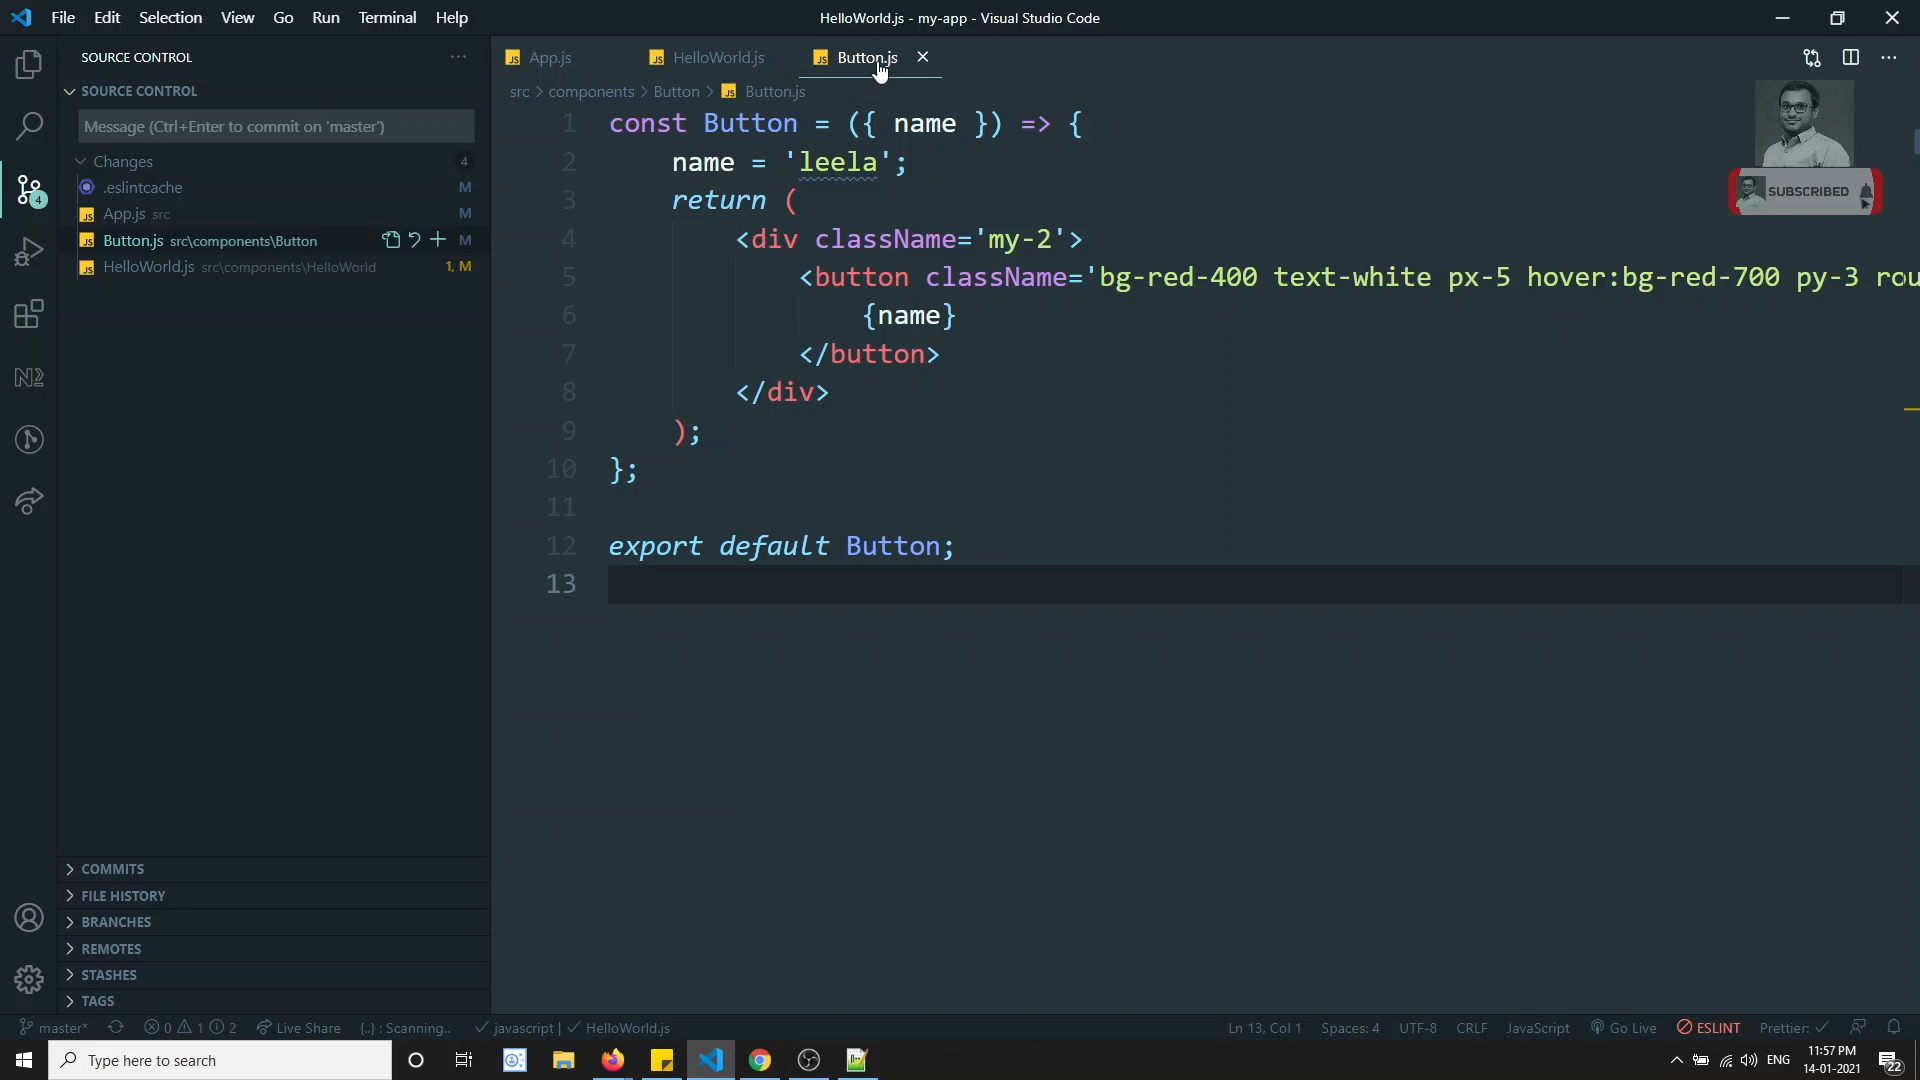 File Edit Selection View Go Run Terminal Help
HelloWorld.js - my-app - Visual Studio Code
SOURCE CONTROL
App.js
HelloWorld.js
Button.js
SOURCE CONTROL
src > components > Button > Button.js
Message (Ctrl+Enter to commit on 'master')
Changes 4
.eslintcache M
App.js src M
Button.js src\components\Button M
HelloWorld.js src\components\HelloWorld 1, M
4
SUBSCRIBED
1 const Button = ({ name }) => {
2 name = 'leela';
3 return (
4 <div className='my-2'>
5 <button className='bg-red-400 text-white px-5 hover:bg-red-700 py-3 rou
6 {name}
7 </button>
8 </div>
9 );
10 };
11
12 export default Button;
13
COMMITS
FILE HISTORY
BRANCHES
REMOTES
STASHES
TAGS
master* 0 1 2 Live Share {..} : Scanning.. javascript | HelloWorld.js Ln 13, Col 1 Spaces: 4 UTF-8 CRLF JavaScript Go Live ESLINT Prettier:
Type here to search
ENG
11:57 PM
14-01-2021
22